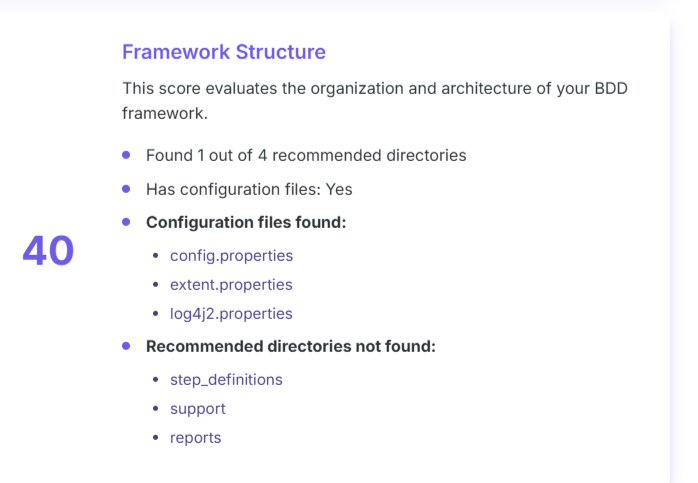 Framework Structure
This score evaluates the organization and architecture of your BDD
framework.
Found 1 out of 4 recommended directories
Has configuration files: Yes
Configuration files found:
40
config.properties
extent.properties
log4j2.properties
Recommended directories not found:
step_definitions
support
reports